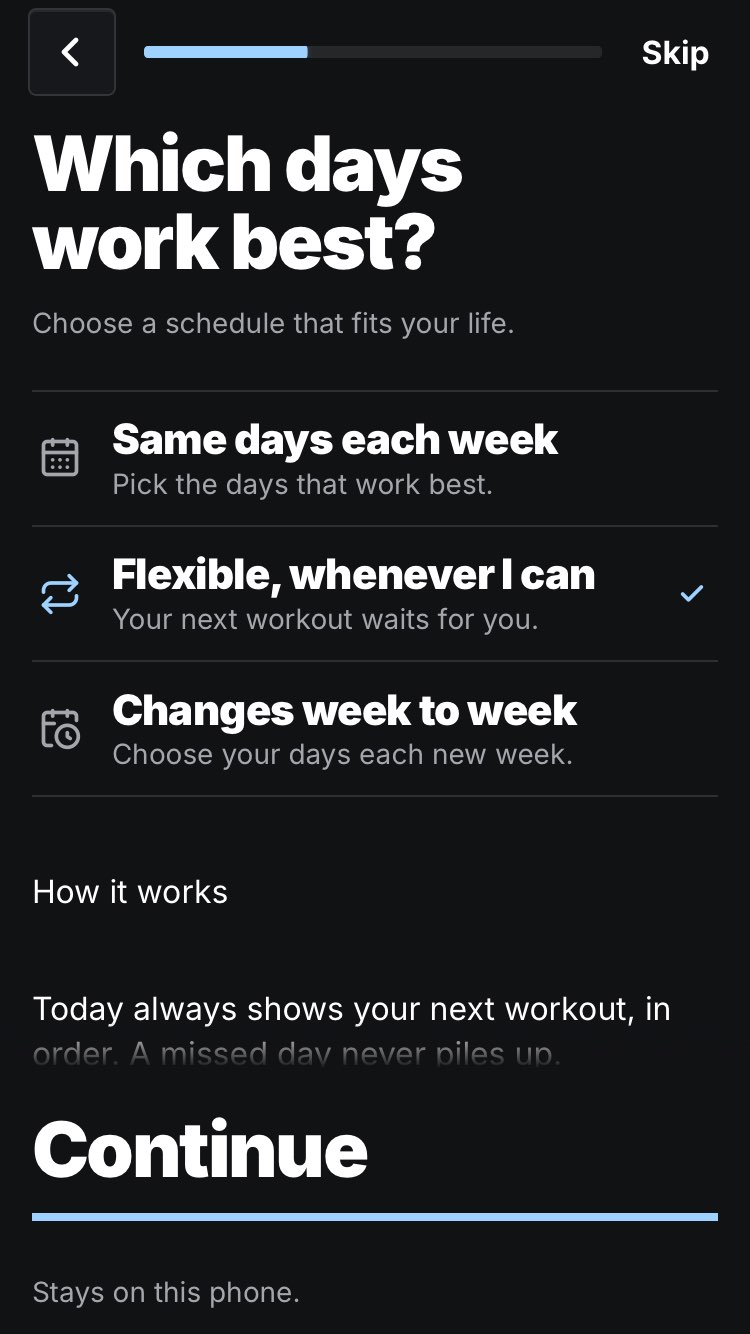 Skip
Which days
work best?
Choose a schedule that fits your life.
Same days each week
Pick the days that work best.
Flexible, whenever I can
Your next workout waits for you.
Changes week to week
Choose your days each new week.
How it works
Today always shows your next workout, in
order. A missed day never piles up.
Continue
Stays on this phone.